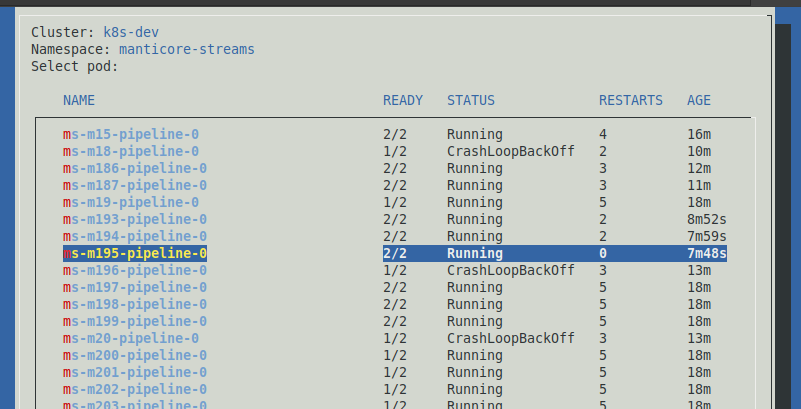 Cluster: k8s-dev
Namespace: manticore-streams
Select pod:
NAME READY STATUS RESTARTS AGE
ms-m15-pipeline-0 2/2 Running 4 16m
ms-m18-pipeline-0 1/2 CrashLoopBackOff 2 10m
ms-m186-pipeline-0 2/2 Running 3 12m
ms-m187-pipeline-0 2/2 Running 3 11m
ms-m19-pipeline-0 1/2 Running 5 18m
ms-m193-pipeline-0 2/2 Running 2 8m52s
ms-m194-pipeline-0 2/2 Running 2 7m59s
ms-m195-pipeline-0 2/2 Running 0 7m48s
ms-m196-pipeline-0 1/2 CrashLoopBackOff 3 13m
ms-m197-pipeline-0 2/2 Running 5 18m
ms-m198-pipeline-0 2/2 Running 5 18m
ms-m199-pipeline-0 2/2 Running 5 18m
ms-m20-pipeline-0 1/2 CrashLoopBackOff 3 13m
ms-m200-pipeline-0 1/2 Running 5 18m
ms-m201-pipeline-0 1/2 Running 5 18m
ms-m202-pipeline-0 1/2 Running 5 18m
ms-m203-pipeline-0 1/2 Running 5 18m